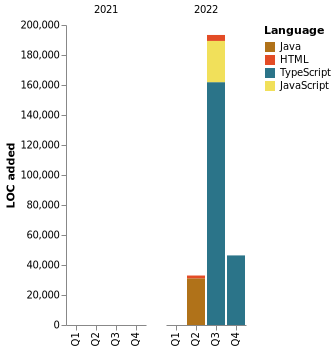 2021 2022
Language
Java
HTML
TypeScript
JavaScript
LOC added
200,000
180,000
160,000
140,000
120,000
100,000
80,000
60,000
40,000
20,000
0
Q1 Q2 Q3 Q4 Q1 Q2 Q3 Q4